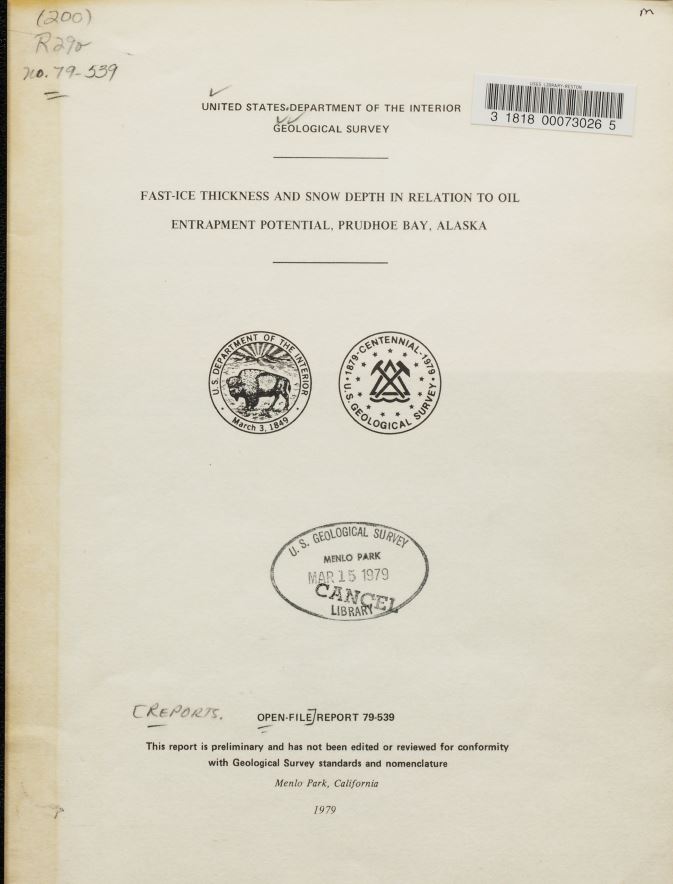 (200)
R29o
no. 79-539
m
USGS LIBRARY-RESTON
3 1818 00073026 5
UNITED STATES DEPARTMENT OF THE INTERIOR
GEOLOGICAL SURVEY
FAST-ICE THICKNESS AND SNOW DEPTH IN RELATION TO OIL
ENTRAPMENT POTENTIAL, PRUDHOE BAY, ALASKA
U.S. DEPARTMENT OF THE INTERIOR
March 3, 1849
1879-CENTENNIAL-1979
U.S. GEOLOGICAL SURVEY
U. S. GEOLOGICAL SURVEY
MENLO PARK
MAR 15 1979
CANCEL
LIBRARY
[REPORTS.
OPEN-FILE] REPORT 79-539
This report is preliminary and has not been edited or reviewed for conformity
with Geological Survey standards and nomenclature
Menlo Park, California
1979